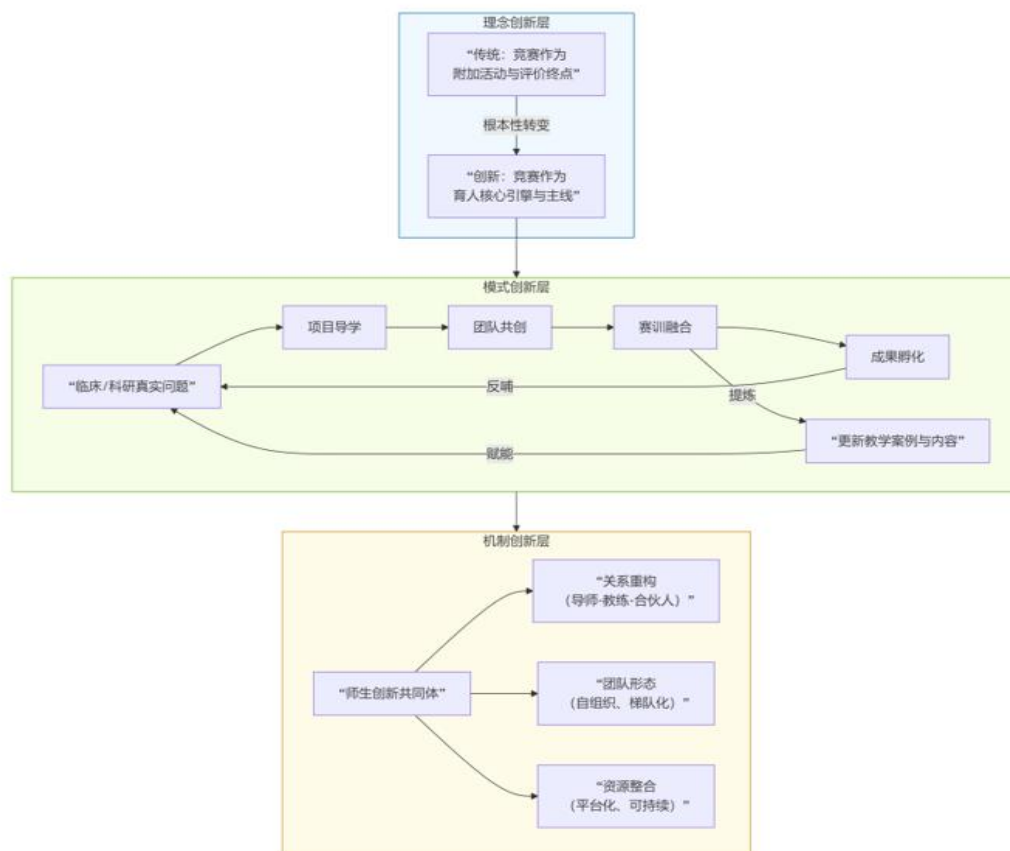 理念创新层
“传统：竞赛作为
附加活动与评价终点”
根本性转变
“创新：竞赛作为
育人核心引擎与主线”
模式创新层
项目导学
团队共创
赛训融合
成果孵化
“临床/科研真实问题”
反哺
提炼
“更新教学案例与内容”
赋能
机制创新层
“关系重构
（导师-教练-合伙人）”
“师生创新共同体”
“团队形态
（自组织、梯队化）”
“资源整合
（平台化、可持续）”